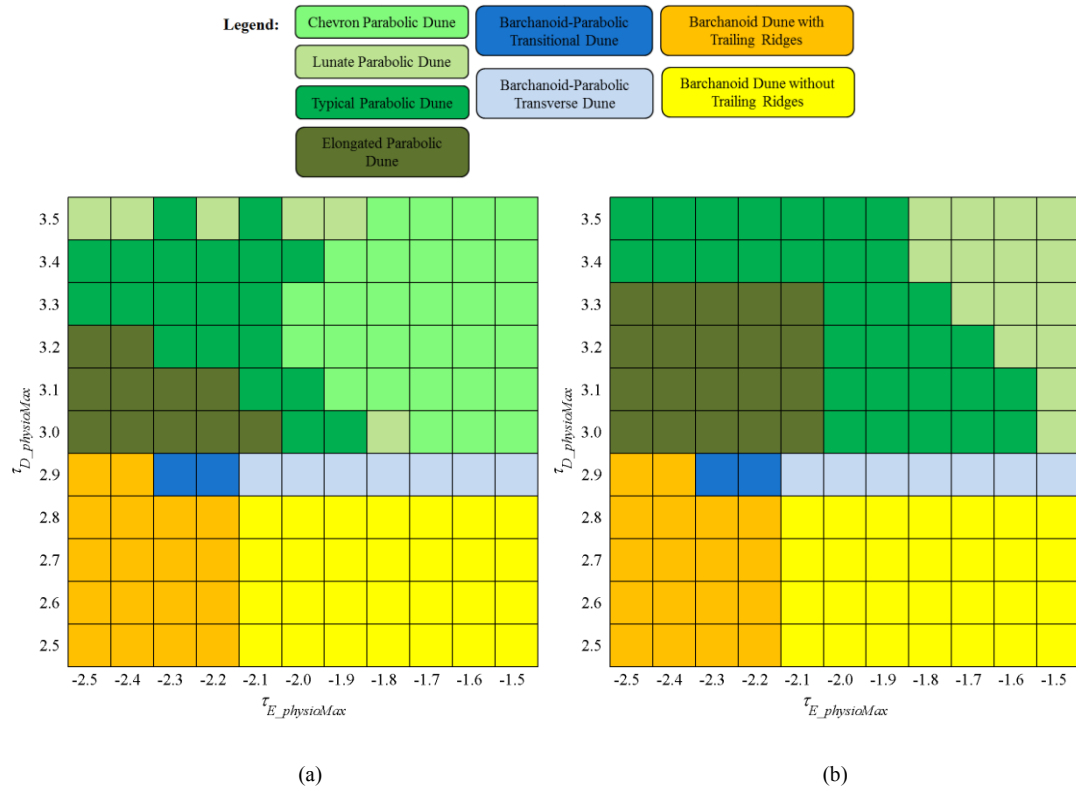 Legend:
Chevron Parabolic Dune
Lunate Parabolic Dune
Typical Parabolic Dune
Elongated Parabolic
Dune
Barchanoid-Parabolic
Transitional Dune
Barchanoid-Parabolic
Transverse Dune
Barchanoid Dune with
Trailing Ridges
Barchanoid Dune without
Trailing Ridges
τD_physioMax
3.5
3.4
3.3
3.2
3.1
3.0
2.9
2.8
2.7
2.6
2.5
-2.5 -2.4 -2.3 -2.2 -2.1 -2.0 -1.9 -1.8 -1.7 -1.6 -1.5
τE_physioMax
(a)
τD_physioMax
3.5
3.4
3.3
3.2
3.1
3.0
2.9
2.8
2.7
2.6
2.5
-2.5 -2.4 -2.3 -2.2 -2.1 -2.0 -1.9 -1.8 -1.7 -1.6 -1.5
τE_physioMax
(b)